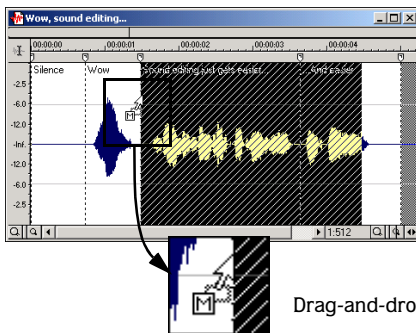 Wow, sound editing...
00:00:00 00:00:01 00:00:02 00:00:03 00:00:04
Silence Wow Sound editing just gets easier... And easier
-2.5
-6.0
-12.0
-Inf.
-12.0
-6.0
-2.5
1:512
M
M
Drag-and-dro